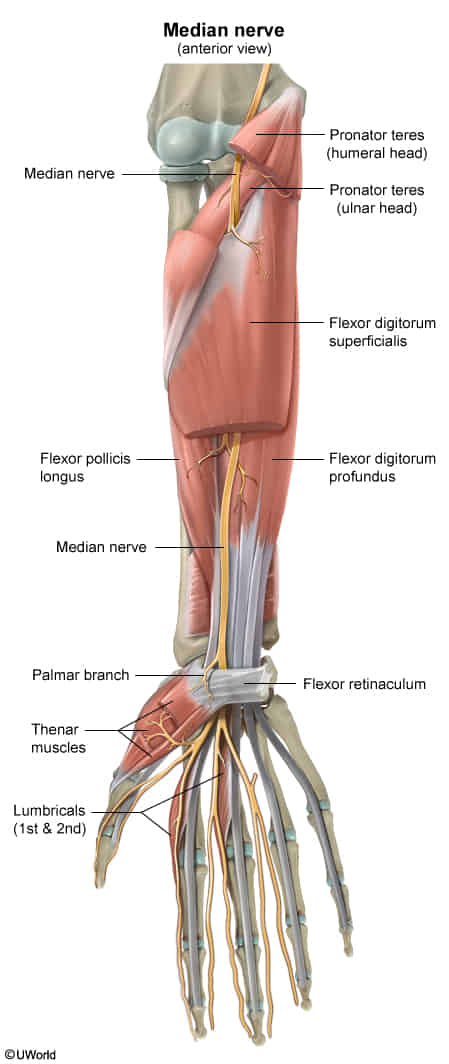 Median nerve
(anterior view)
Pronator teres
(humeral head)
Median nerve
Pronator teres
(ulnar head)
Flexor digitorum
superficialis
Flexor pollicis
longus
Flexor digitorum
profundus
Median nerve
Palmar branch
Flexor retinaculum
Thenar
muscles
Lumbricals
(1st & 2nd)
©UWorld